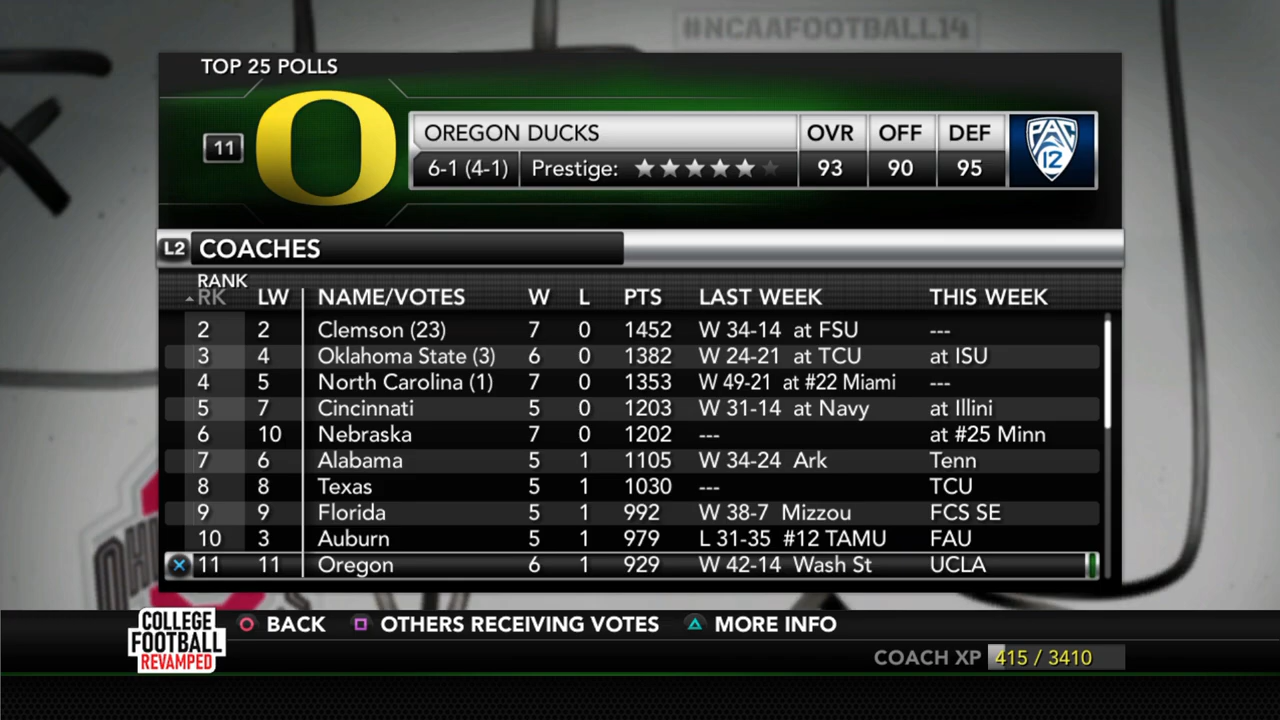 #NCAAFOOTBALL14
TOP 25 POLLS
11 OREGON DUCKS OVR OFF DEF
6-1 (4-1) Prestige: 93 90 95
PAC 12
L2 COACHES
RANK
RK LW NAME/VOTES W L PTS LAST WEEK THIS WEEK
2 2 Clemson (23) 7 0 1452 W 34-14 at FSU ---
3 4 Oklahoma State (3) 6 0 1382 W 24-21 at TCU at ISU
4 5 North Carolina (1) 7 0 1353 W 49-21 at #22 Miami ---
5 7 Cincinnati 5 0 1203 W 31-14 at Navy at Illini
6 10 Nebraska 7 0 1202 --- at #25 Minn
7 6 Alabama 5 1 1105 W 34-24 Ark Tenn
8 8 Texas 5 1 1030 --- TCU
9 9 Florida 5 1 992 W 38-7 Mizzou FCS SE
10 3 Auburn 5 1 979 L 31-35 #12 TAMU FAU
11 11 Oregon 6 1 929 W 42-14 Wash St UCLA
COLLEGE FOOTBALL REVAMPED
BACK OTHERS RECEIVING VOTES MORE INFO
COACH XP 415 / 3410